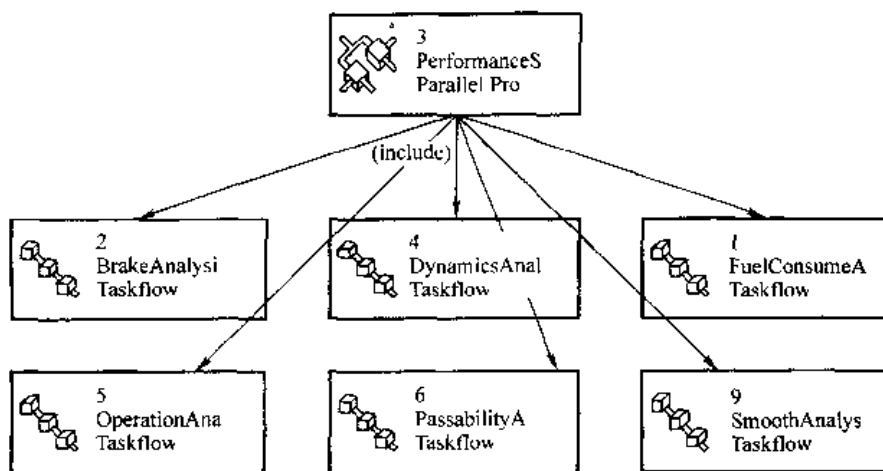 3
PerformanceS
Parallel Pro
(include)
2
BrakeAnalysi
Taskflow
4
DynamicsAnal
Taskflow
1
FuelConsumeA
Taskflow
5
OperationAna
Taskflow
6
PassabilityA
Taskflow
9
SmoothAnalys
Taskflow